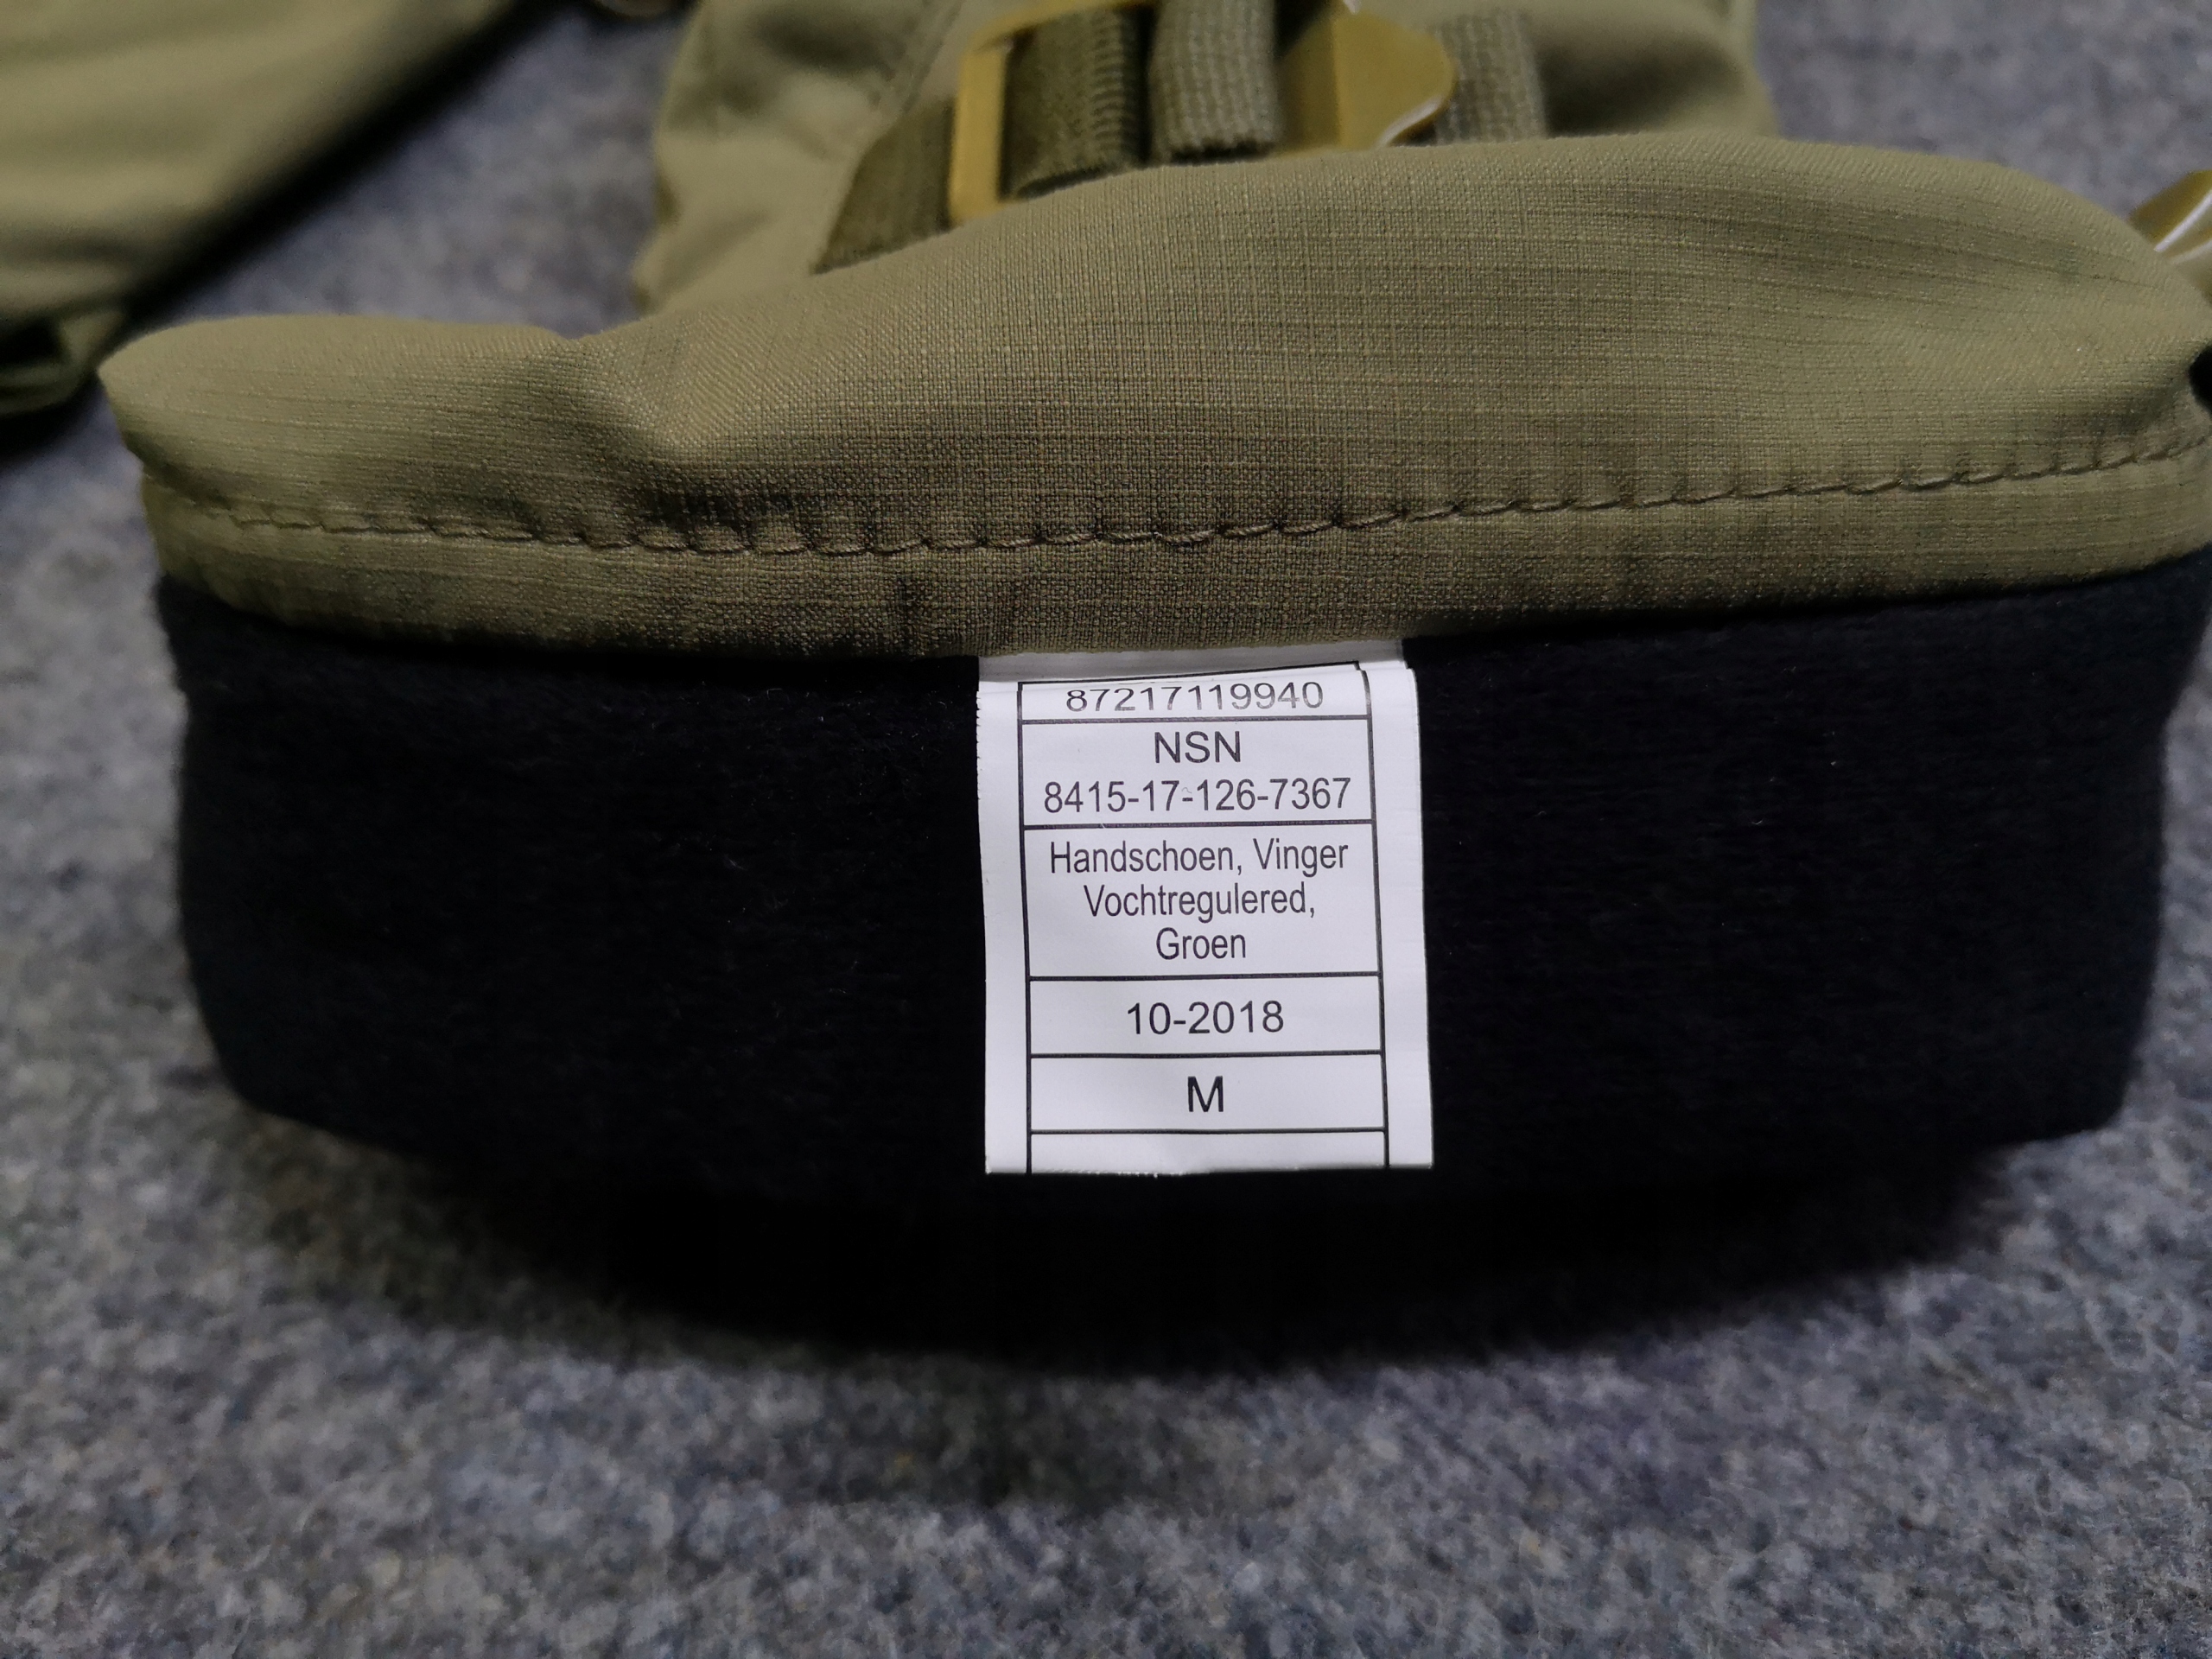 87217119940
NSN
8415-17-126-7367
Handschoen, Vinger
Vochtregulered,
Groen
10-2018
M